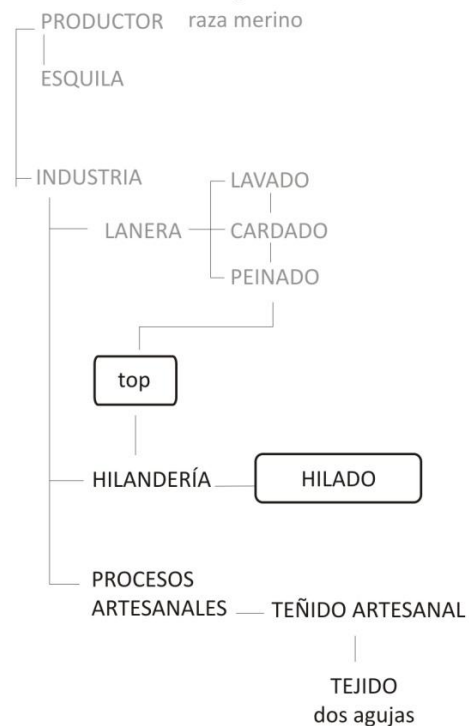 PRODUCTOR raza merino
ESQUILA
INDUSTRIA
LAVADO
LANERA
CARDADO
PEINADO
top
HILANDERÍA
HILADO
PROCESOS
ARTESANALES
TEÑIDO ARTESANAL
TEJIDO
dos agujas